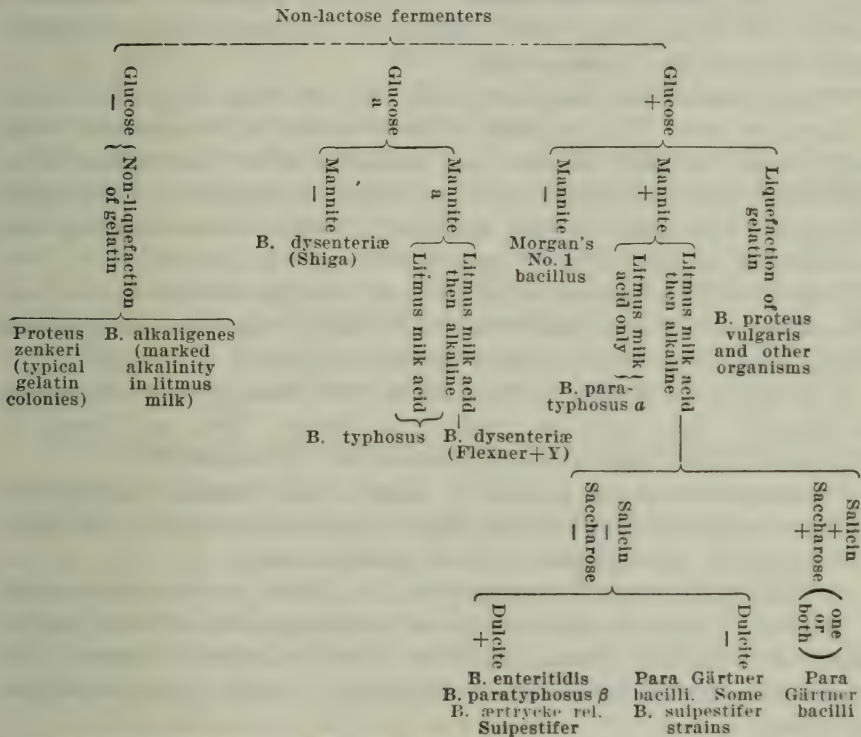 Non-lactose fermenters
Glucose
−
Glucose
a
Glucose
+
Non-liquefaction
of gelatin
Mannite
−
Mannite
a
Mannite
−
Mannite
+
Liquefaction of
gelatin
B. dysenteriæ
(Shiga)
Litmus milk acid
Litmus milk acid
then alkaline
Morgan's
No. 1
bacillus
Litmus milk
acid only
Litmus milk acid
then alkaline
B. proteus
vulgaris
and other
organisms
Proteus
zenkeri
(typical
gelatin
colonies)
B. alkaligenes
(marked
alkalinity
in litmus
milk)
B. para-
typhosus a
B. typhosus
B. dysenteriæ
(Flexner+Y)
Saccharose
−
Salicin
−
Saccharose
+
Salicin
+
(one
or
both)
Dulcite
+
Dulcite
−
B. enteritidis
B. paratyphosus β
B. ærtrycke rel.
Suipestifer
Para Gärtner
bacilli. Some
B. suipestifer
strains
Para
Gärtner
bacilli